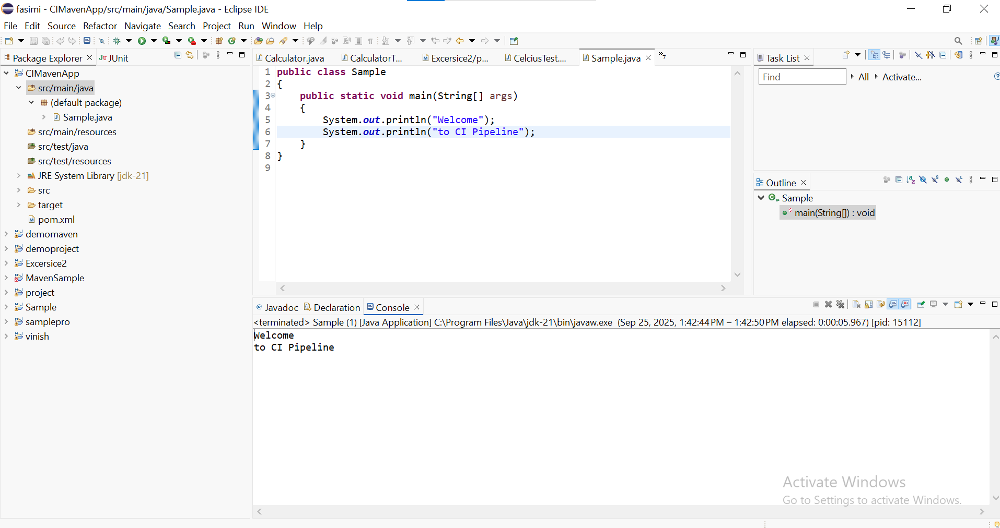 fasimi - CIMavenApp/src/main/java/Sample.java - Eclipse IDE
File Edit Source Refactor Navigate Search Project Run Window Help
Package Explorer
JUnit
CIMavenApp
src/main/java
(default package)
Sample.java
src/main/resources
src/test/java
src/test/resources
JRE System Library [jdk-21]
src
target
pom.xml
demomaven
demoproject
Excersice2
MavenSample
project
Sample
samplepro
vinish
Calculator.java
CalculatorT...
Excersice2/p...
CelciusTest....
Sample.java
»7
1 public class Sample
2 {
3 public static void main(String[] args)
4 {
5 System.out.println("Welcome");
6 System.out.println("to CI Pipeline");
7 }
8 }
9
Task List
Find
All
Activate...
Outline
Sample
main(String[]) : void
@ Javadoc
Declaration
Console
<terminated> Sample (1) [Java Application] C:\Program Files\Java\jdk-21\bin\javaw.exe (Sep 25, 2025, 1:42:44 PM – 1:42:50 PM elapsed: 0:00:05.967) [pid: 15112]
Welcome
to CI Pipeline
Activate Windows
Go to Settings to activate Windows.